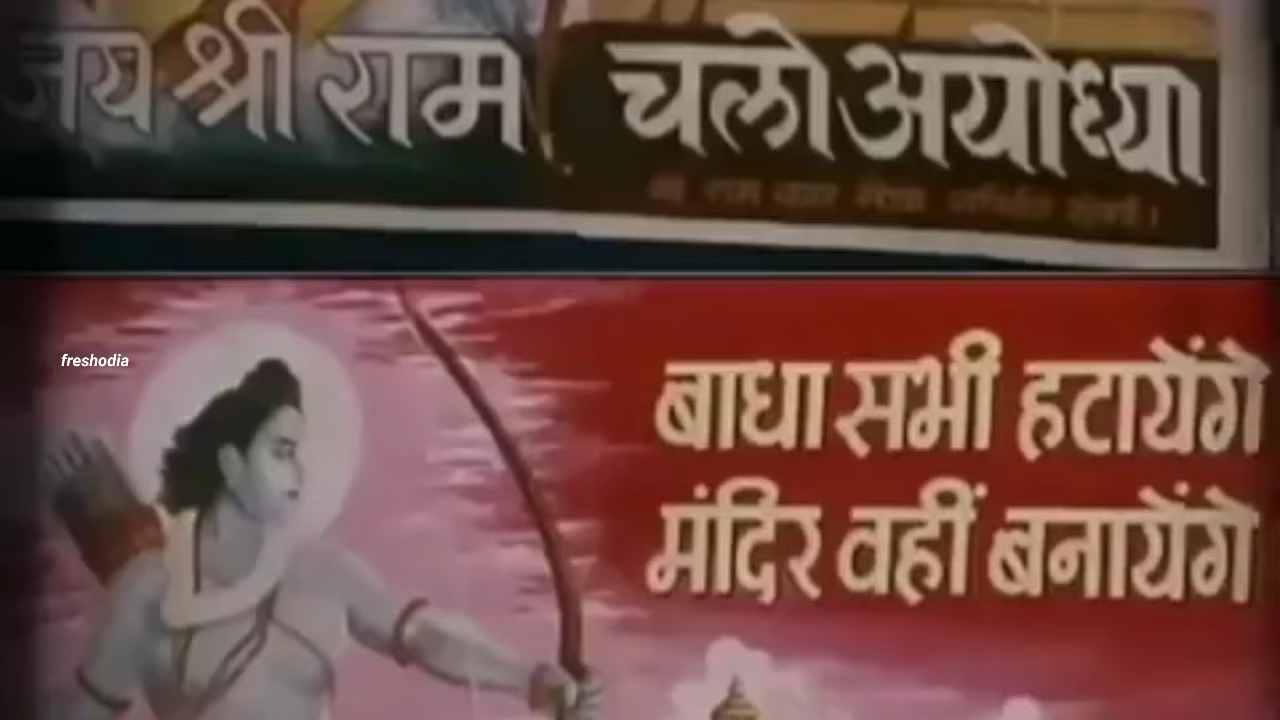 जय श्री राम
चलो अयोध्या
freshodia
बाधा सभी हटायेंगे
मंदिर वहीं बनायेंगे